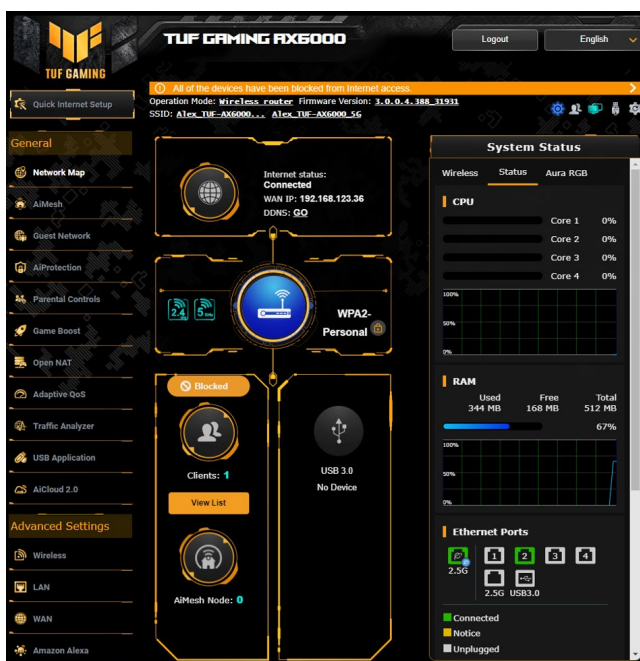 TUF GAMING
TUF GAMING AX6000
Logout
English
All of the devices have been blocked from Internet access.
Quick Internet Setup
Operation Mode: Wireless router Firmware Version: 3.0.0.4.388_31931
SSID: Alex_TUF-AX6000... Alex_TUF-AX6000_5G
General
Network Map
AiMesh
Guest Network
AiProtection
Parental Controls
Game Boost
Open NAT
Adaptive QoS
Traffic Analyzer
USB Application
AiCloud 2.0
Advanced Settings
Wireless
LAN
WAN
Amazon Alexa
Internet status:
Connected
WAN IP: 192.168.123.36
DDNS: GO
2.4
5
WPA2-
Personal
Blocked
Clients: 1
View List
AiMesh Node: 0
USB 3.0
No Device
System Status
Wireless Status Aura RGB
CPU
Core 1 0%
Core 2 0%
Core 3 0%
Core 4 0%
100%
50%
0%
RAM
Used Free Total
344 MB 168 MB 512 MB
67%
100%
50%
0%
Ethernet Ports
1 2 3 4
2.5G
2.5G USB3.0
Connected
Notice
Unplugged